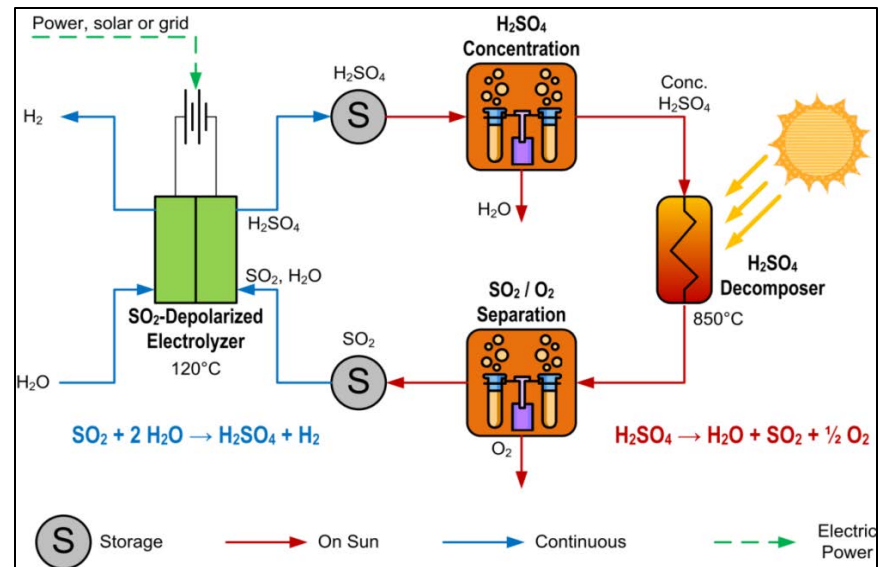 Power, solar or grid
H₂SO₄
Concentration
H₂SO₄
S
Conc.
H₂SO₄
H₂
H₂SO₄
H₂O
SO₂, H₂O
SO₂-Depolarized
Electrolyzer
120°C
SO₂ / O₂
Separation
H₂SO₄
Decomposer
850°C
SO₂
S
H₂O
O₂
SO₂ + 2 H₂O → H₂SO₄ + H₂
H₂SO₄ → H₂O + SO₂ + ½ O₂
S Storage
On Sun
Continuous
Electric
Power